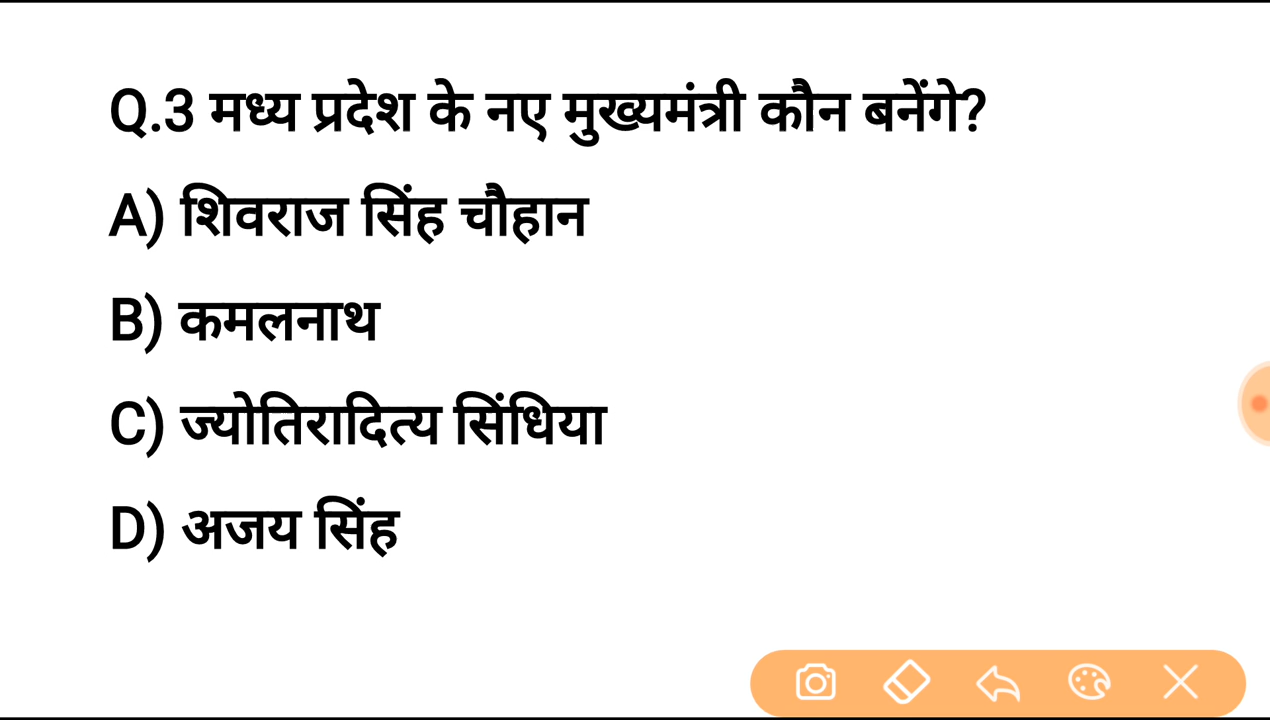 Q.3 मध्य प्रदेश के नए मुख्यमंत्री कौन बनेंगे?
A) शिवराज सिंह चौहान
B) कमलनाथ
C) ज्योतिरादित्य सिंधिया
D) अजय सिंह